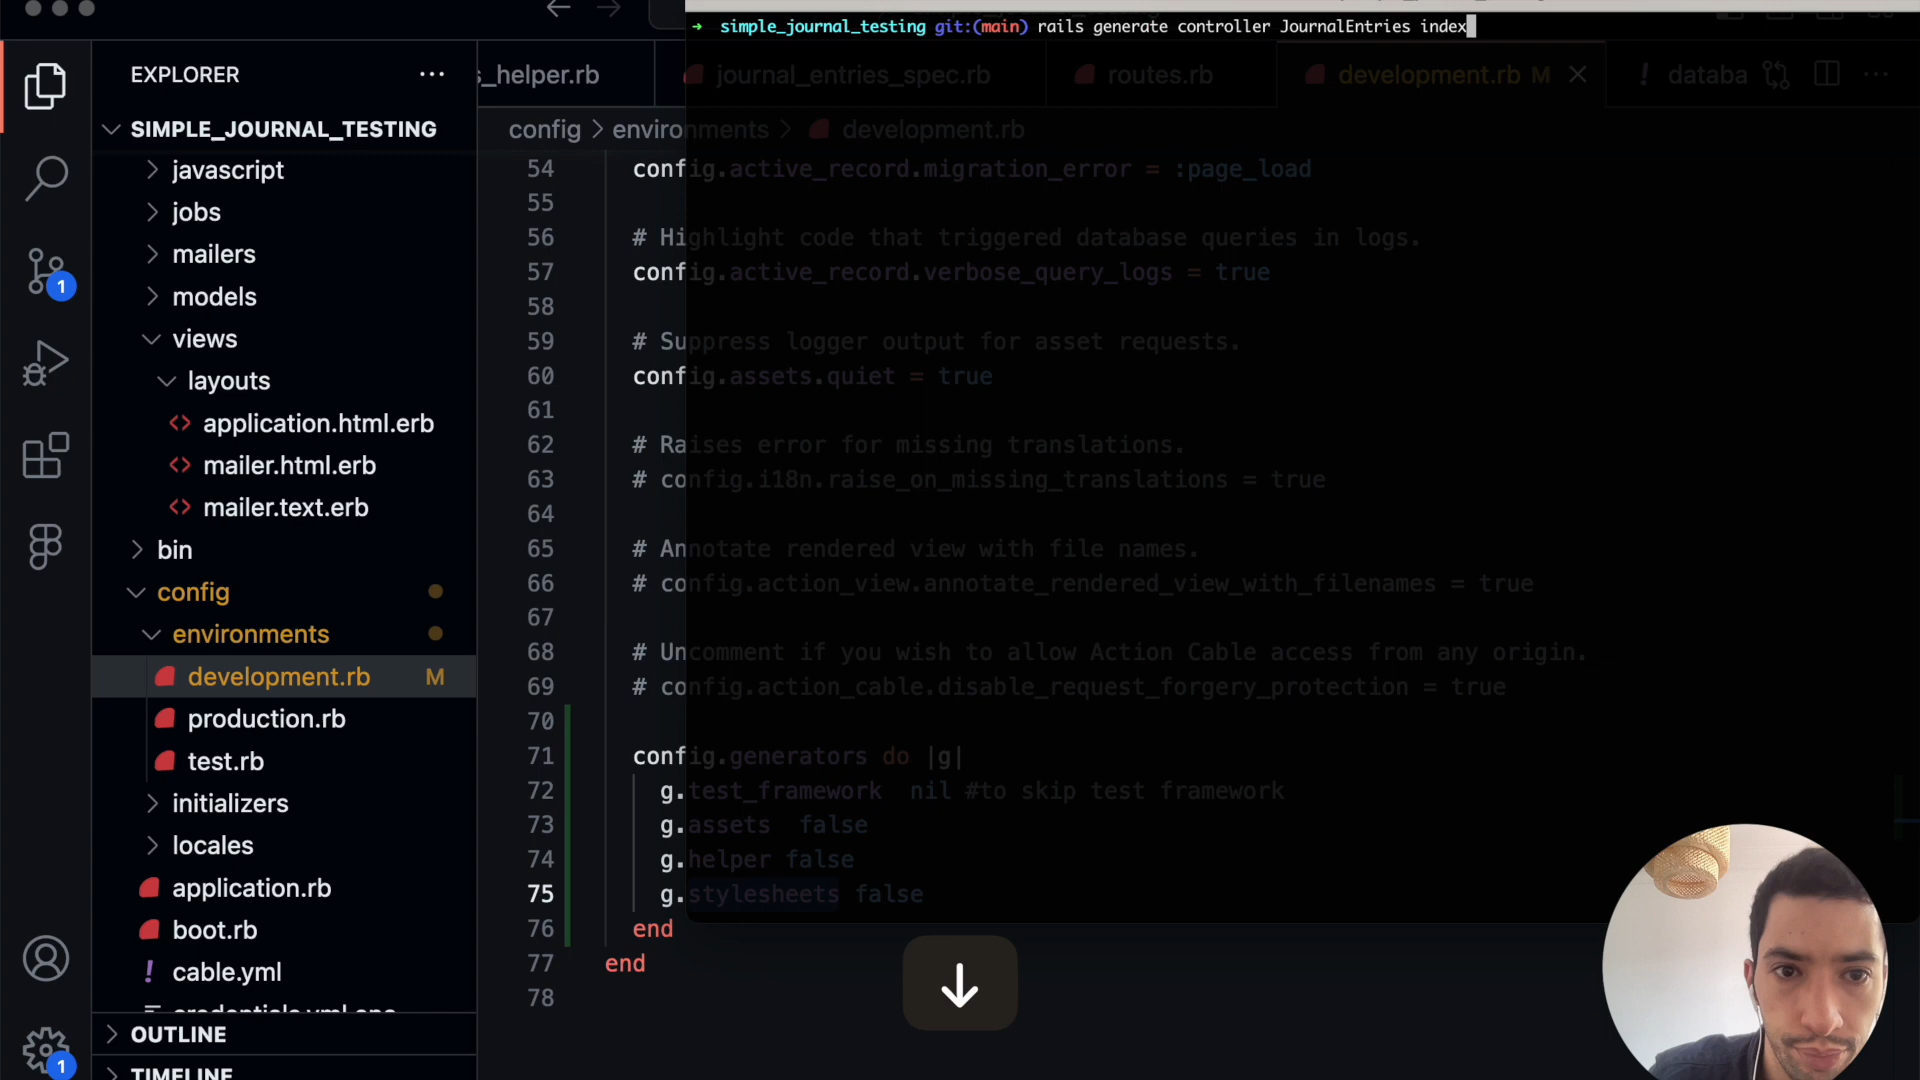 ➜ simple_journal_testing git:(main) rails generate controller JournalEntries index
EXPLORER
···
s_helper.rb
journal_entries_spec.rb
routes.rb
development.rb M
! databa
···
SIMPLE_JOURNAL_TESTING
config > environments > development.rb
javascript
jobs
mailers
models
views
layouts
application.html.erb
mailer.html.erb
mailer.text.erb
bin
config
environments
development.rb M
production.rb
test.rb
initializers
locales
application.rb
boot.rb
! cable.yml
OUTLINE
TIMELINE
1
1
54 config.active_record.migration_error = :page_load
55
56 # Highlight code that triggered database queries in logs.
57 config.active_record.verbose_query_logs = true
58
59 # Suppress logger output for asset requests.
60 config.assets.quiet = true
61
62 # Raises error for missing translations.
63 # config.i18n.raise_on_missing_translations = true
64
65 # Annotate rendered view with file names.
66 # config.action_view.annotate_rendered_view_with_filenames = true
67
68 # Uncomment if you wish to allow Action Cable access from any origin.
69 # config.action_cable.disable_request_forgery_protection = true
70
71 config.generators do |g|
72 g.test_framework  nil #to skip test framework
73 g.assets  false
74 g.helper false
75 g.stylesheets false
76 end
77 end
78
↓